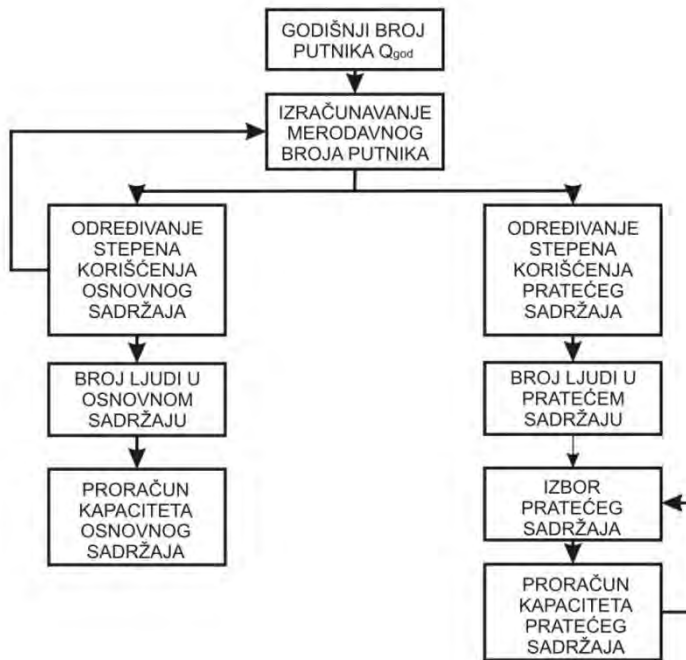 GODIŠNJI BROJ
PUTNIKA Qgod
IZRAČUNAVANJE
MERODAVNOG
BROJA PUTNIKA
ODREĐIVANJE
STEPENA
KORIŠĆENJA
OSNOVNOG
SADRŽAJA
BROJ LJUDI U
OSNOVNOM
SADRŽAJU
PRORAČUN
KAPACITETA
OSNOVNOG
SADRŽAJA
ODREĐIVANJE
STEPENA
KORIŠĆENJA
PRATEĆEG
SADRŽAJA
BROJ LJUDI U
PRATEĆEM
SADRŽAJU
IZBOR
PRATEĆEG
SADRŽAJA
PRORAČUN
KAPACITETA
PRATEĆEG
SADRŽAJA